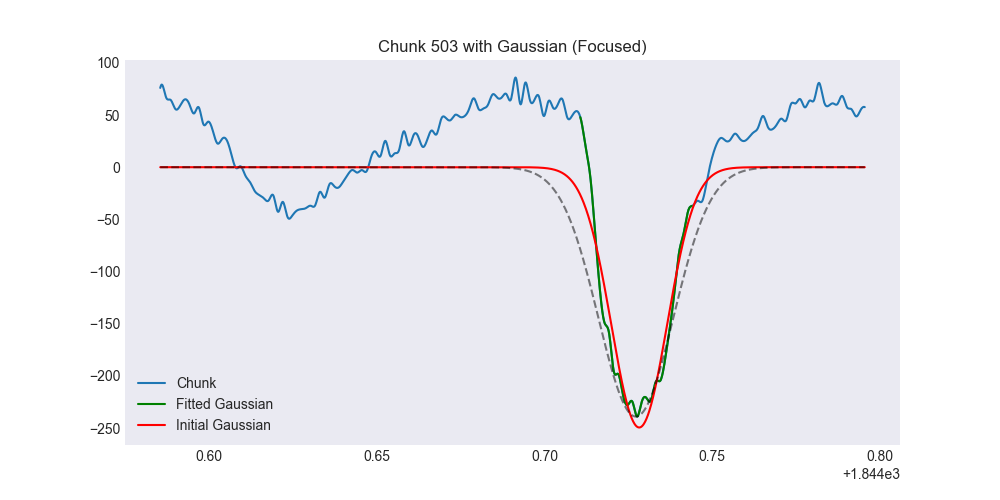 Chunk 503 with Gaussian (Focused)
100
50
0
−50
−100
−150
−200
−250
Chunk
Fitted Gaussian
Initial Gaussian
0.60 0.65 0.70 0.75 0.80
+1.844e3